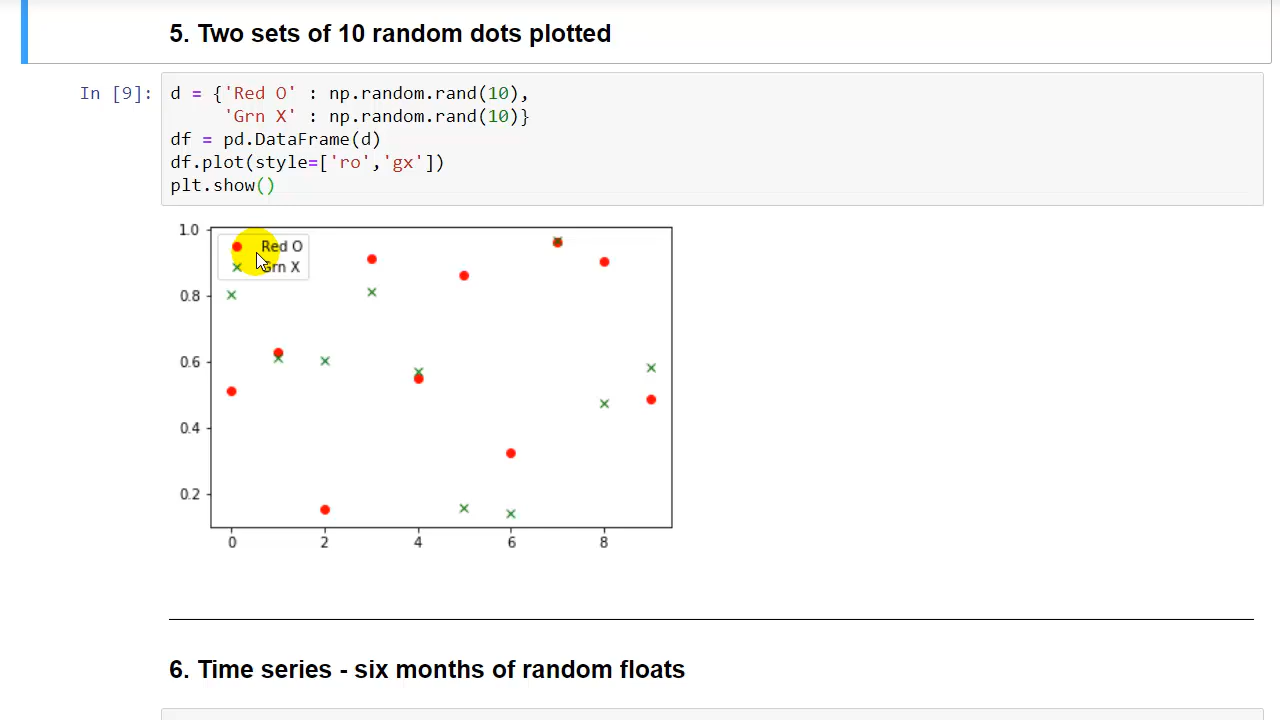 5. Two sets of 10 random dots plotted
In [9]:
d = {'Red O' : np.random.rand(10),
'Grn X' : np.random.rand(10)}
df = pd.DataFrame(d)
df.plot(style=['ro','gx'])
plt.show()
1.0
Red O
Grn X
0.8
0.6
0.4
0.2
0 2 4 6 8
6. Time series - six months of random floats